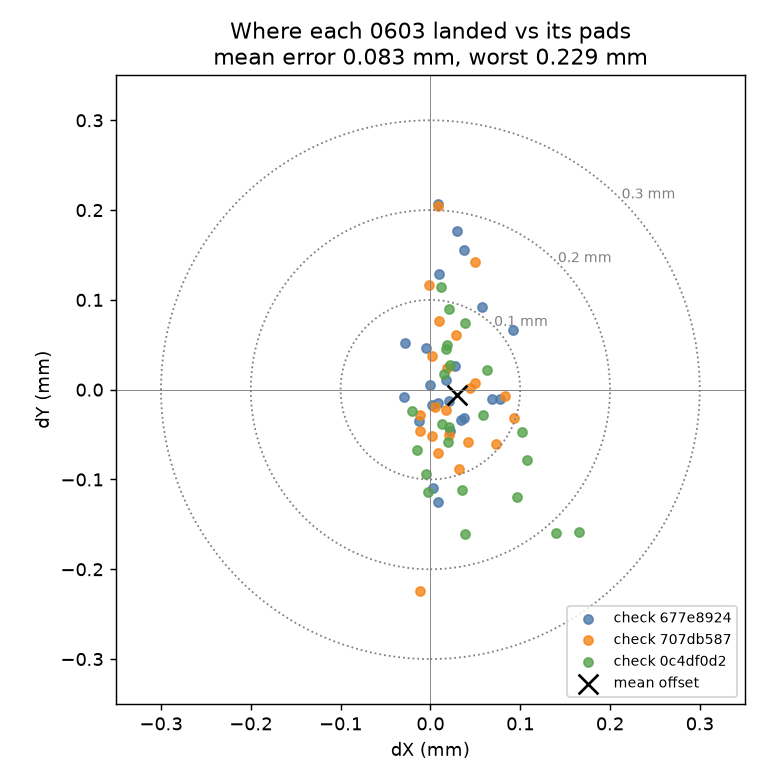 Where each 0603 landed vs its pads
mean error 0.083 mm, worst 0.229 mm
0.3
0.2
0.1
0.0
−0.1
−0.2
−0.3
dY (mm)
0.3 mm
0.2 mm
0.1 mm
check 677e8924
check 707db587
check 0c4df0d2
mean offset
−0.3 −0.2 −0.1 0.0 0.1 0.2 0.3
dX (mm)